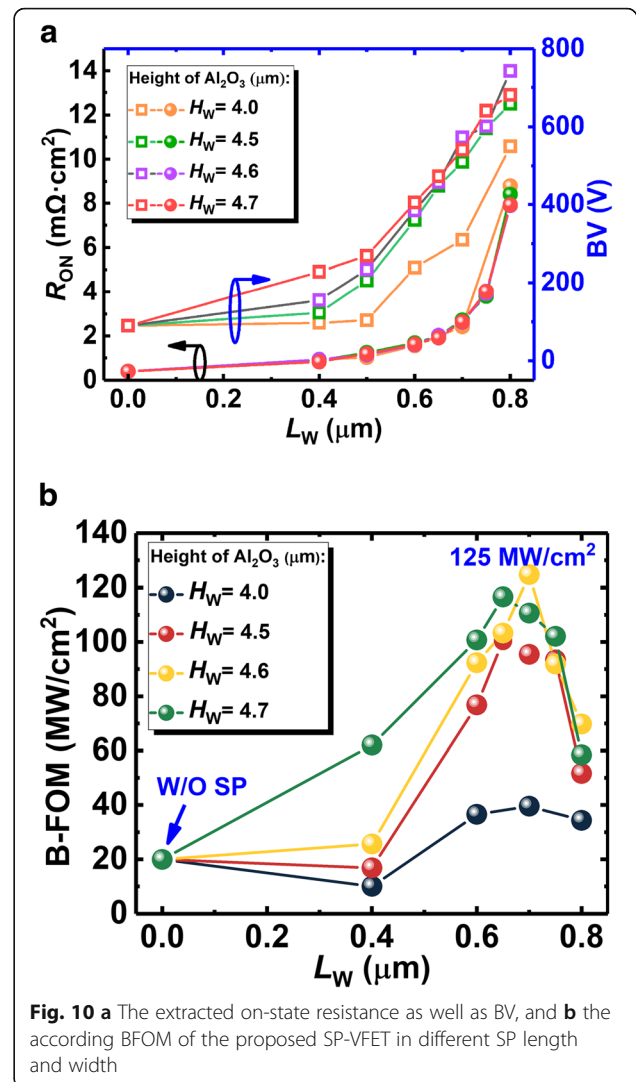 a
Height of Al₂O₃ (μm):
H_W= 4.0
H_W= 4.5
H_W= 4.6
H_W= 4.7
R_ON (mΩ·cm²)
14
12
10
8
6
4
2
0
BV (V)
800
600
400
200
0
0.0 0.2 0.4 0.6 0.8
L_W (μm)
b
Height of Al₂O₃ (μm):
H_W= 4.0
H_W= 4.5
H_W= 4.6
H_W= 4.7
125 MW/cm²
W/O SP
B-FOM (MW/cm²)
140
120
100
80
60
40
20
0
0.0 0.2 0.4 0.6 0.8
L_W (μm)
Fig. 10 a The extracted on-state resistance as well as BV, and b the
according BFOM of the proposed SP-VFET in different SP length
and width